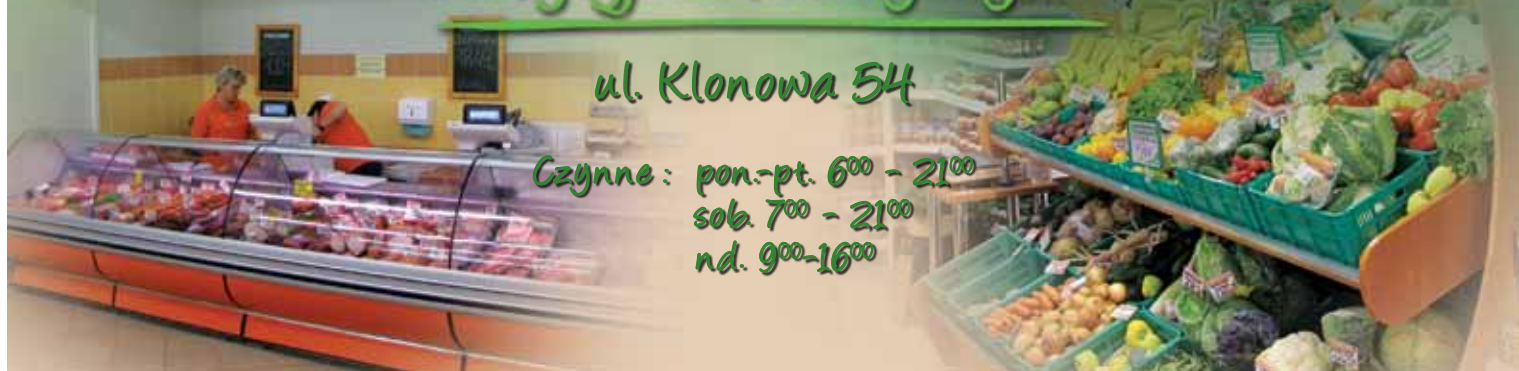 ul. Klonowa 54
Czynne : pon.-pt. 6⁰⁰ - 21⁰⁰
sob. 7⁰⁰ - 21⁰⁰
nd. 9⁰⁰-16⁰⁰